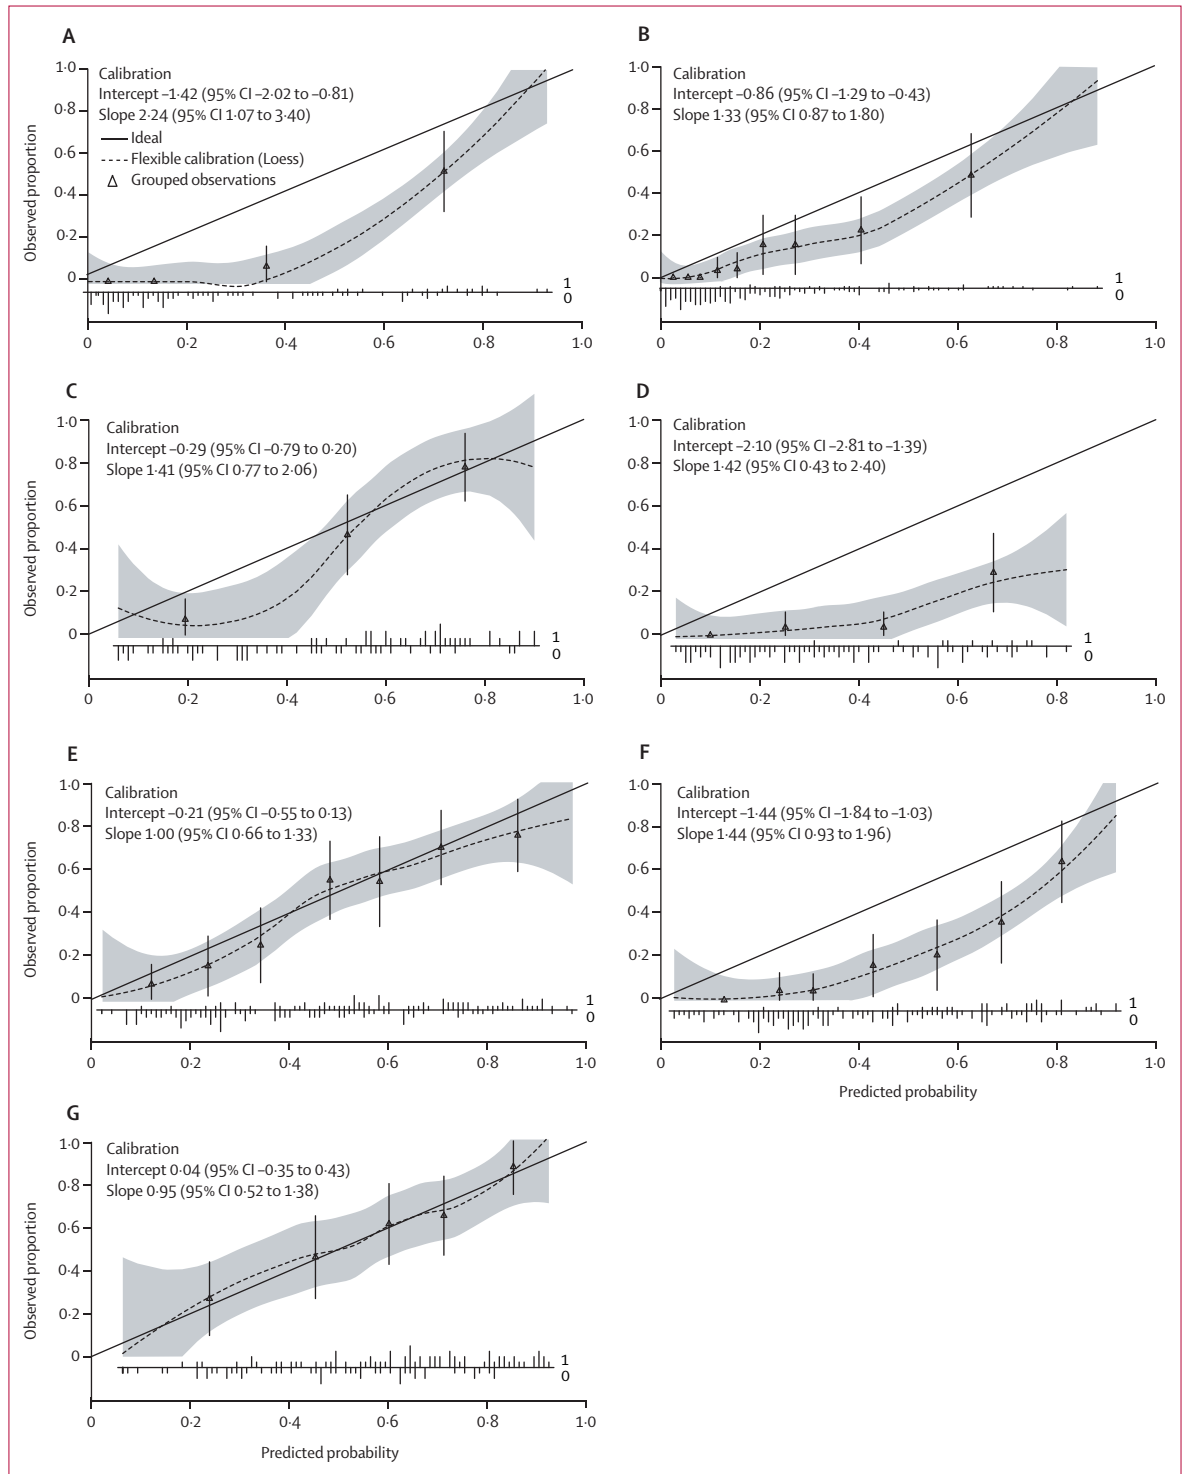 A
Calibration
Intercept –1·42 (95% CI –2·02 to –0·81)
Slope 2·24 (95% CI 1·07 to 3·40)
Ideal
Flexible calibration (Loess)
Grouped observations
Observed proportion
1·0
0·8
0·6
0·4
0·2
0
1
0
0
0·2
0·4
0·6
0·8
1·0
B
Calibration
Intercept –0·86 (95% CI –1·29 to –0·43)
Slope 1·33 (95% CI 0·87 to 1·80)
1·0
0·8
0·6
0·4
0·2
0
1
0
0
0·2
0·4
0·6
0·8
1·0
C
Calibration
Intercept –0·29 (95% CI –0·79 to 0·20)
Slope 1·41 (95% CI 0·77 to 2·06)
Observed proportion
1·0
0·8
0·6
0·4
0·2
0
1
0
0
0·2
0·4
0·6
0·8
1·0
D
Calibration
Intercept –2·10 (95% CI –2·81 to –1·39)
Slope 1·42 (95% CI 0·43 to 2·40)
1·0
0·8
0·6
0·4
0·2
0
1
0
0
0·2
0·4
0·6
0·8
1·0
E
Calibration
Intercept –0·21 (95% CI –0·55 to 0·13)
Slope 1·00 (95% CI 0·66 to 1·33)
Observed proportion
1·0
0·8
0·6
0·4
0·2
0
1
0
0
0·2
0·4
0·6
0·8
1·0
F
Calibration
Intercept –1·44 (95% CI –1·84 to –1·03)
Slope 1·44 (95% CI 0·93 to 1·96)
1·0
0·8
0·6
0·4
0·2
0
1
0
0
0·2
0·4
0·6
0·8
1·0
Predicted probability
G
Calibration
Intercept 0·04 (95% CI –0·35 to 0·43)
Slope 0·95 (95% CI 0·52 to 1·38)
Observed proportion
1·0
0·8
0·6
0·4
0·2
0
1
0
0
0·2
0·4
0·6
0·8
1·0
Predicted probability